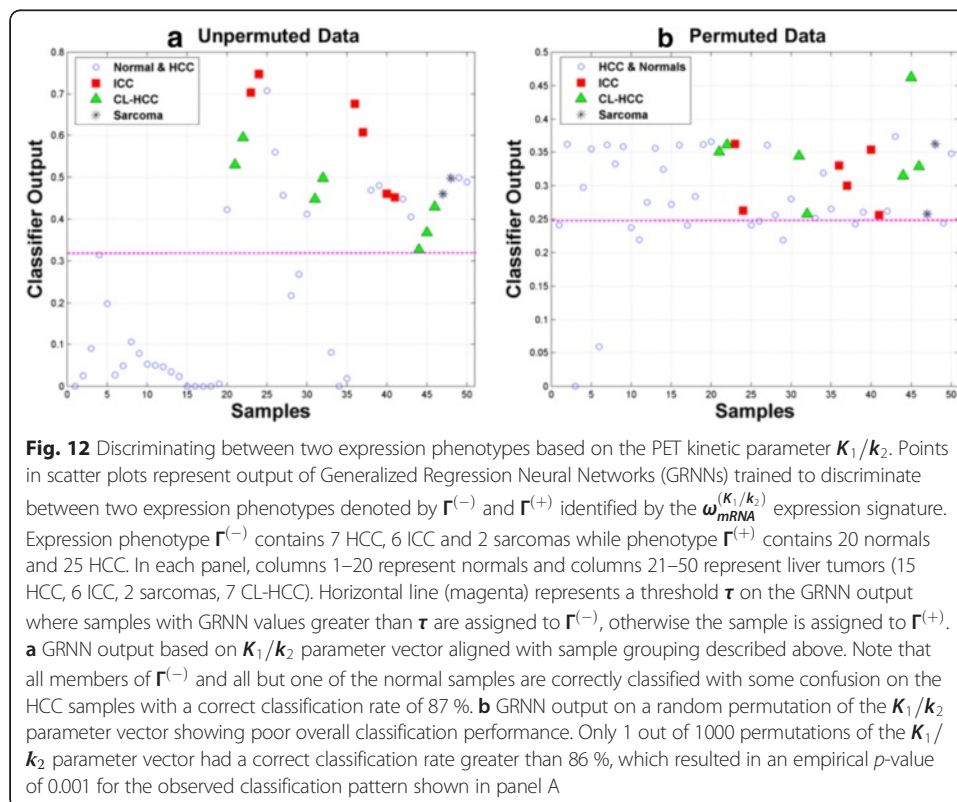 a Unpermuted Data
Normal & HCC
ICC
CL-HCC
Sarcoma
0.8
0.7
0.6
0.5
0.4
0.3
0.2
0.1
0
Classifier Output
0 5 10 15 20 25 30 35 40 45 50
Samples
b Permuted Data
HCC & Normals
ICC
CL-HCC
Sarcoma
0.5
0.45
0.4
0.35
0.3
0.25
0.2
0.15
0.1
0.05
0
Classifier Output
0 5 10 15 20 25 30 35 40 45 50
Samples
Fig. 12 Discriminating between two expression phenotypes based on the PET kinetic parameter K₁/k₂. Points
in scatter plots represent output of Generalized Regression Neural Networks (GRNNs) trained to discriminate
between two expression phenotypes denoted by Γ⁽⁻⁾ and Γ⁽⁺⁾ identified by the ω_mRNA^(K₁/k₂) expression signature.
Expression phenotype Γ⁽⁻⁾ contains 7 HCC, 6 ICC and 2 sarcomas while phenotype Γ⁽⁺⁾ contains 20 normals
and 25 HCC. In each panel, columns 1–20 represent normals and columns 21–50 represent liver tumors (15
HCC, 6 ICC, 2 sarcomas, 7 CL-HCC). Horizontal line (magenta) represents a threshold τ on the GRNN output
where samples with GRNN values greater than τ are assigned to Γ⁽⁻⁾, otherwise the sample is assigned to Γ⁽⁺⁾.
a GRNN output based on K₁/k₂ parameter vector aligned with sample grouping described above. Note that
all members of Γ⁽⁻⁾ and all but one of the normal samples are correctly classified with some confusion on the
HCC samples with a correct classification rate of 87 %. b GRNN output on a random permutation of the K₁/k₂
parameter vector showing poor overall classification performance. Only 1 out of 1000 permutations of the K₁/
k₂ parameter vector had a correct classification rate greater than 86 %, which resulted in an empirical p-value
of 0.001 for the observed classification pattern shown in panel A